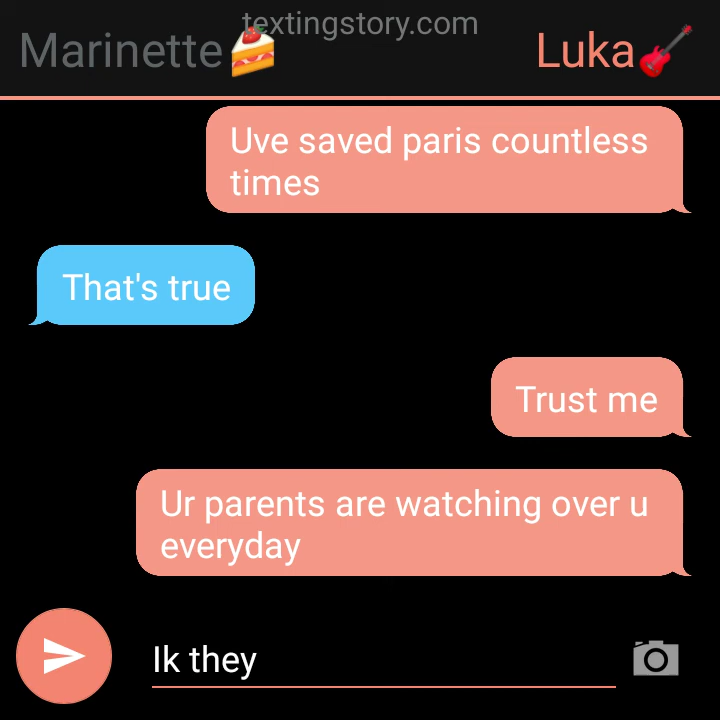 textingstory.com
Marinette🍰 Luka🎸
Uve saved paris countless
times
That's true
Trust me
Ur parents are watching over u
everyday
Ik they